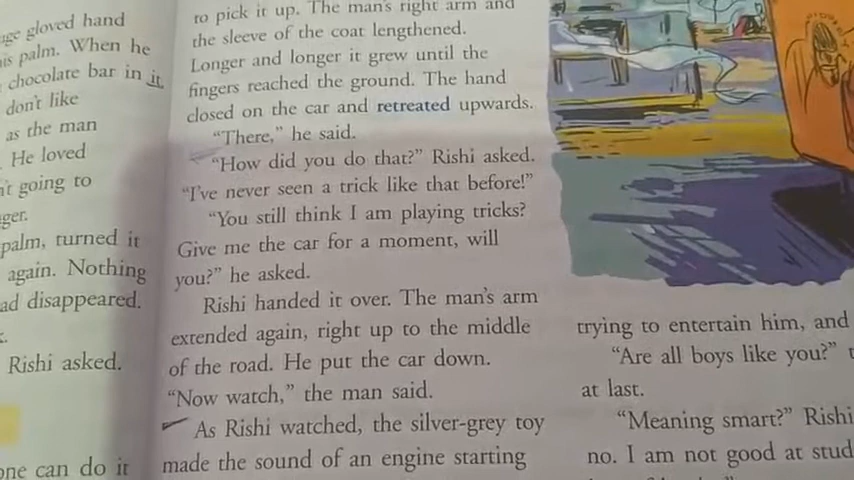 gloved hand
his palm. When he
chocolate bar in it
don't like
as the man
He loved
going to
palm, turned it
again. Nothing
disappeared.
Rishi asked.
one can do it
to pick it up. The man's right arm and
the sleeve of the coat lengthened.
Longer and longer it grew until the
fingers reached the ground. The hand
closed on the car and retreated upwards.
“There,” he said.
“How did you do that?” Rishi asked.
“I've never seen a trick like that before!”
“You still think I am playing tricks?
Give me the car for a moment, will
you?” he asked.
Rishi handed it over. The man's arm
extended again, right up to the middle
of the road. He put the car down.
“Now watch,” the man said.
As Rishi watched, the silver-grey toy
made the sound of an engine starting
trying to entertain him, and
“Are all boys like you?”
at last.
“Meaning smart?” Rishi
no. I am not good at